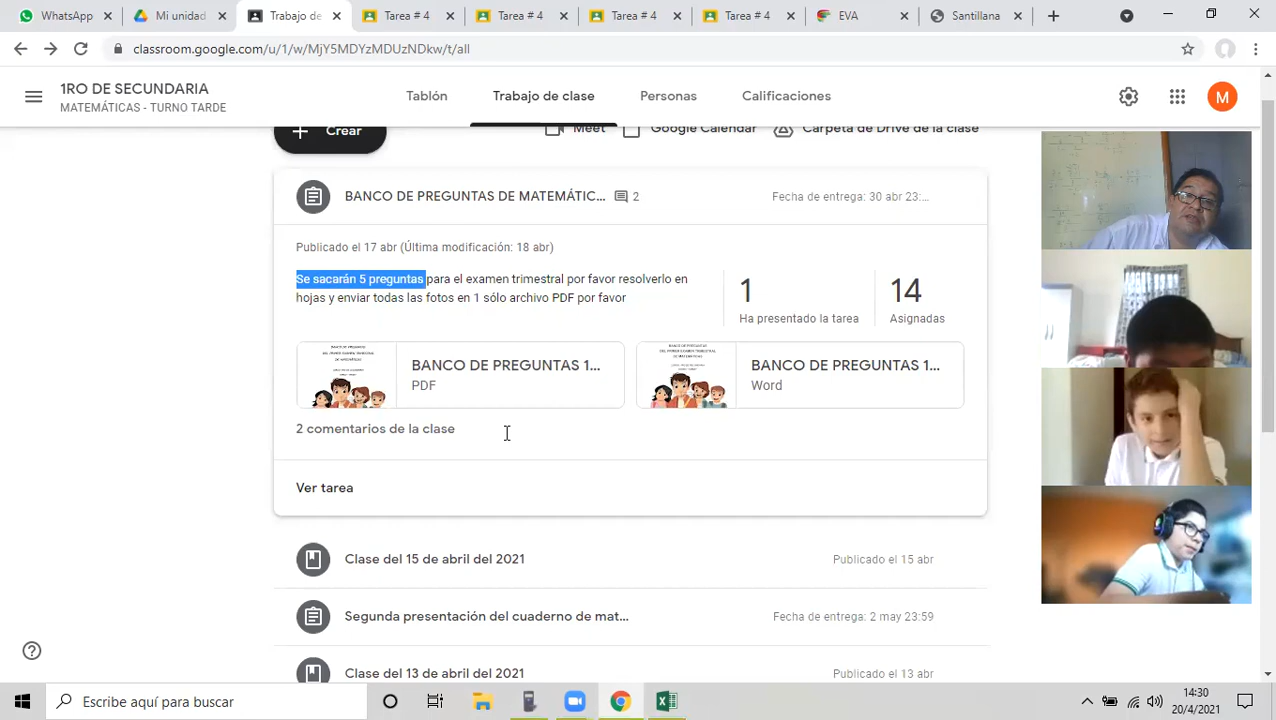 WhatsApp
Mi unidad
Trabajo de
Tarea # 4
Tarea # 4
Tarea # 4
Tarea # 4
EVA
Santillana
classroom.google.com/u/1/w/MjY5MDYzMDUzNDkw/t/all
1RO DE SECUNDARIA
MATEMÁTICAS - TURNO TARDE
Tablón
Trabajo de clase
Personas
Calificaciones
M
Crear
Meet
Google Calendar
Carpeta de Drive de la clase
BANCO DE PREGUNTAS DE MATEMÁTIC...
2
Fecha de entrega: 30 abr 23:...
Publicado el 17 abr (Última modificación: 18 abr)
Se sacarán 5 preguntas para el examen trimestral por favor resolverlo en
hojas y enviar todas las fotos en 1 sólo archivo PDF por favor
1
Ha presentado la tarea
14
Asignadas
BANCO DE PREGUNTAS 1...
PDF
BANCO DE PREGUNTAS 1...
Word
2 comentarios de la clase
Ver tarea
Clase del 15 de abril del 2021
Publicado el 15 abr
Segunda presentación del cuaderno de mat...
Fecha de entrega: 2 may 23:59
Clase del 13 de abril del 2021
Publicado el 13 abr
Escribe aquí para buscar
14:30
20/4/2021